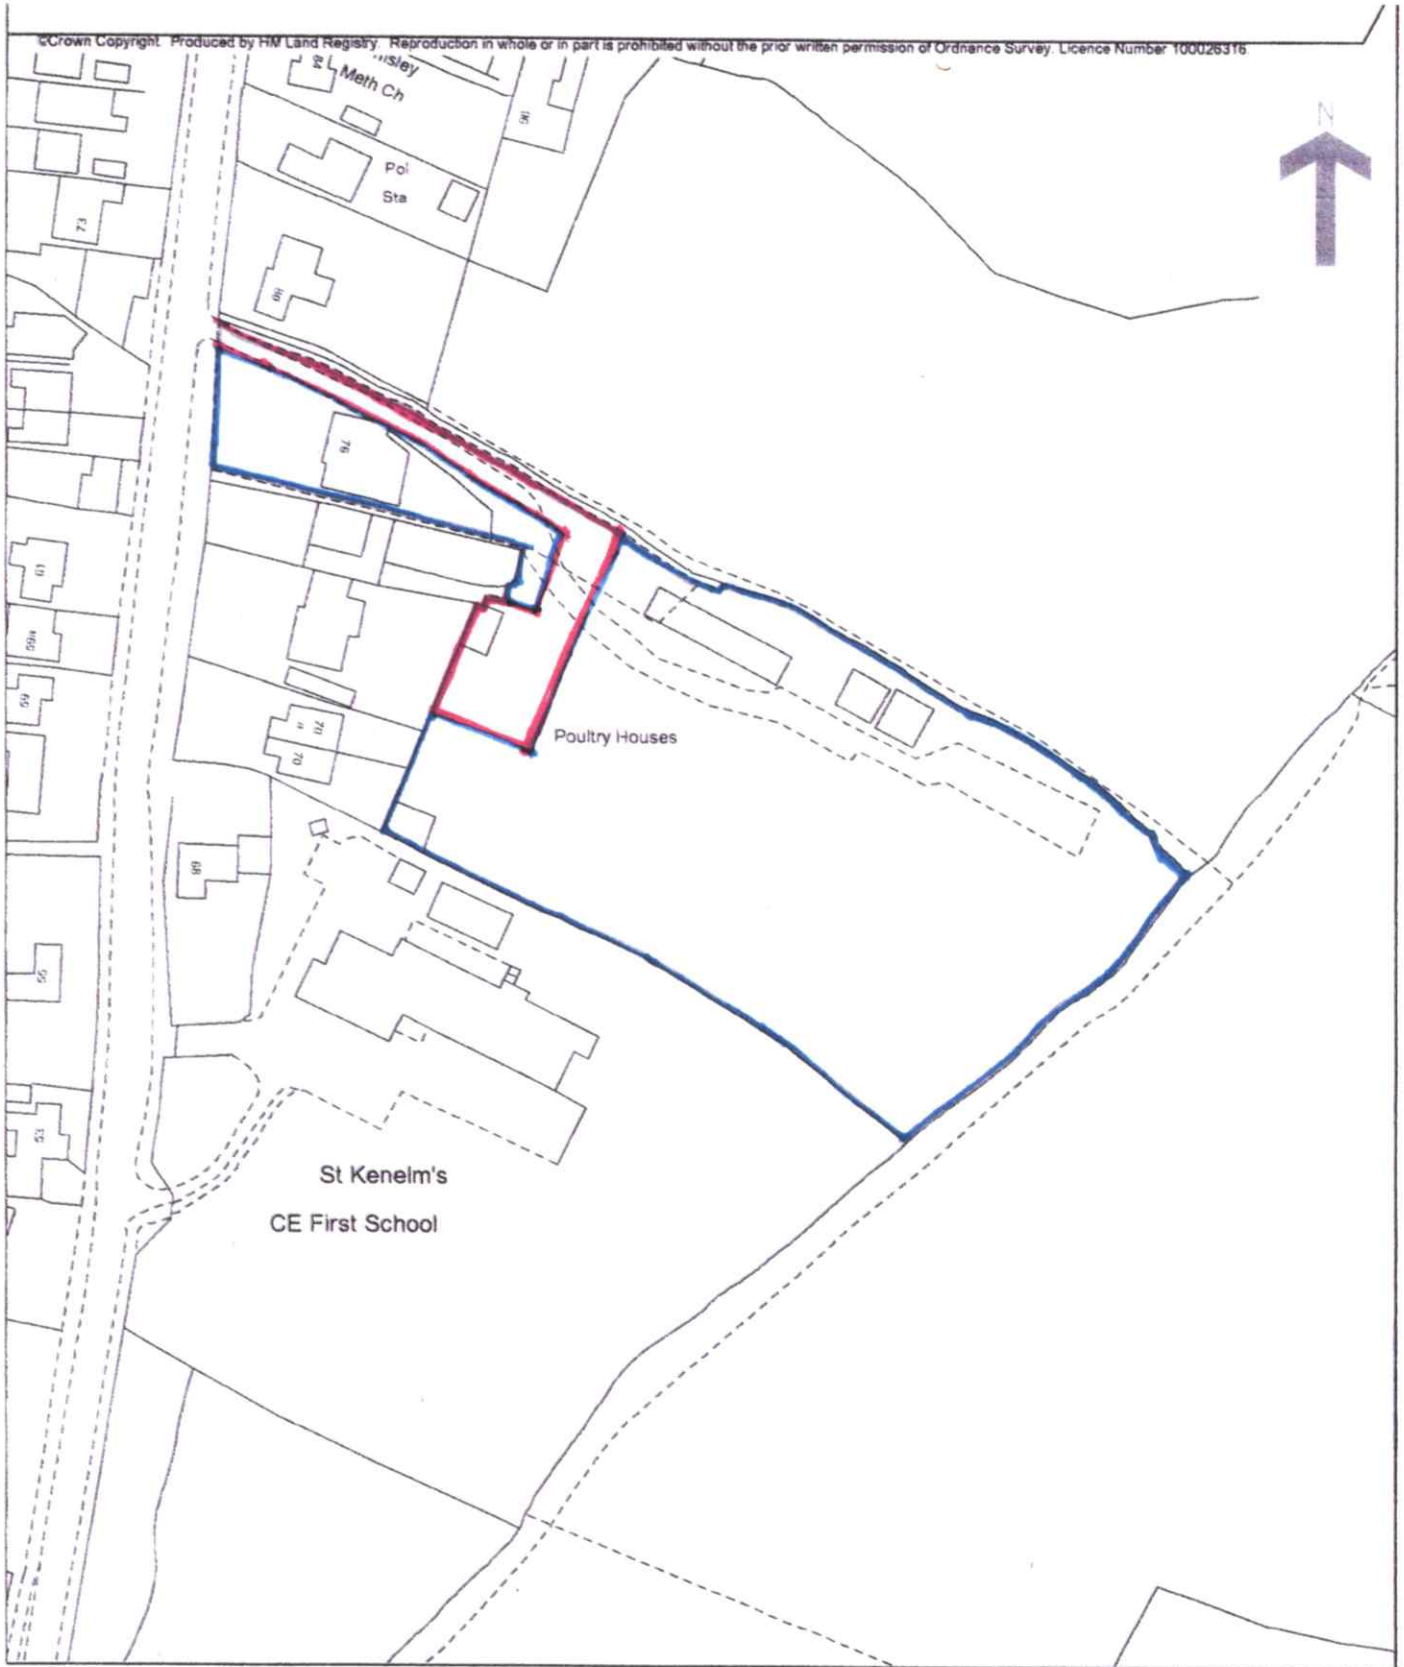 ©Crown Copyright. Produced by HM Land Registry. Reproduction in whole or in part is prohibited without the prior written permission of Ordnance Survey. Licence Number 100026316.
84
Meth Ch
N
Pol
Sta
73
76
Poultry Houses
70
70
68
55
53
St Kenelm's
CE First School